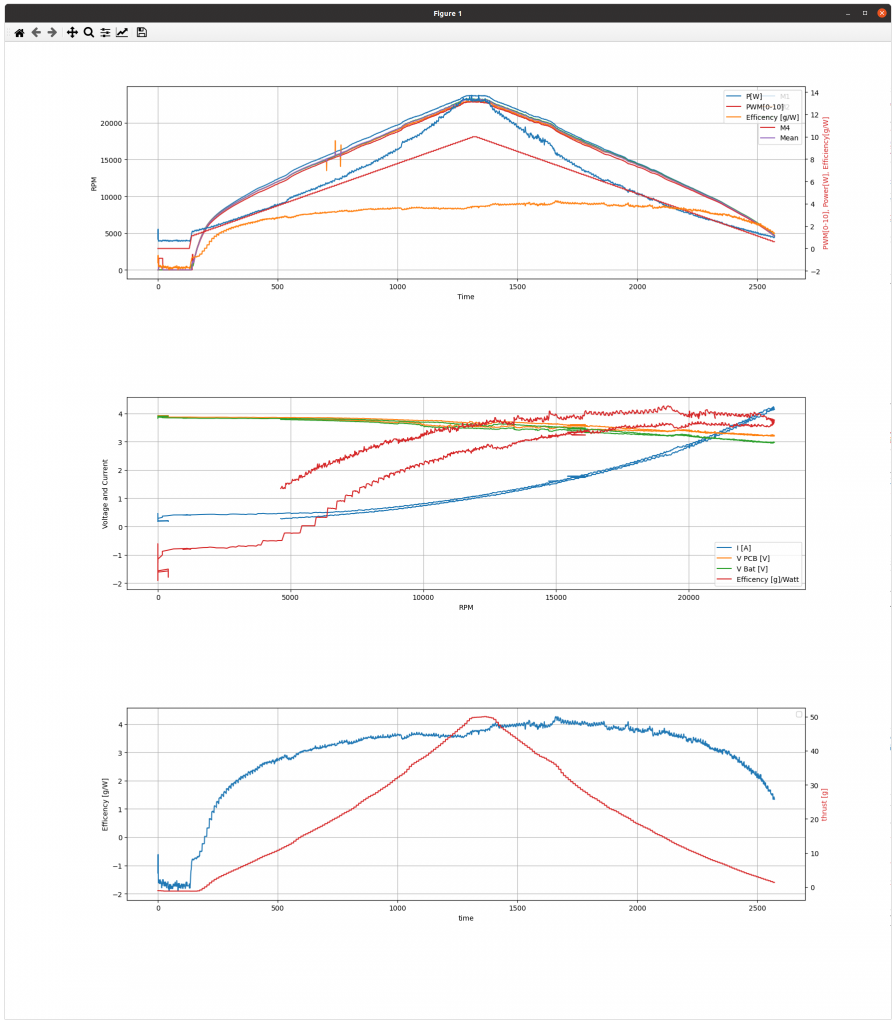 Figure 1
RPM
20000
15000
10000
5000
0
P[W] M1
PWM[0-10]
Efficency [g/W]
M4
Mean
14
12
10
8
6
4
2
0
−2
PWM[0-10], Power[W], Efficiency[g/W]
0 500 1000 1500 2000 2500
Time
Voltage and Current
4
3
2
1
0
−1
−2
I [A]
V PCB [V]
V Bat [V]
Efficency [g]/Watt
0 5000 10000 15000 20000
RPM
Efficency [g/W]
4
3
2
1
0
−1
−2
50
40
30
20
10
0
thrust [g]
0 500 1000 1500 2000 2500
time